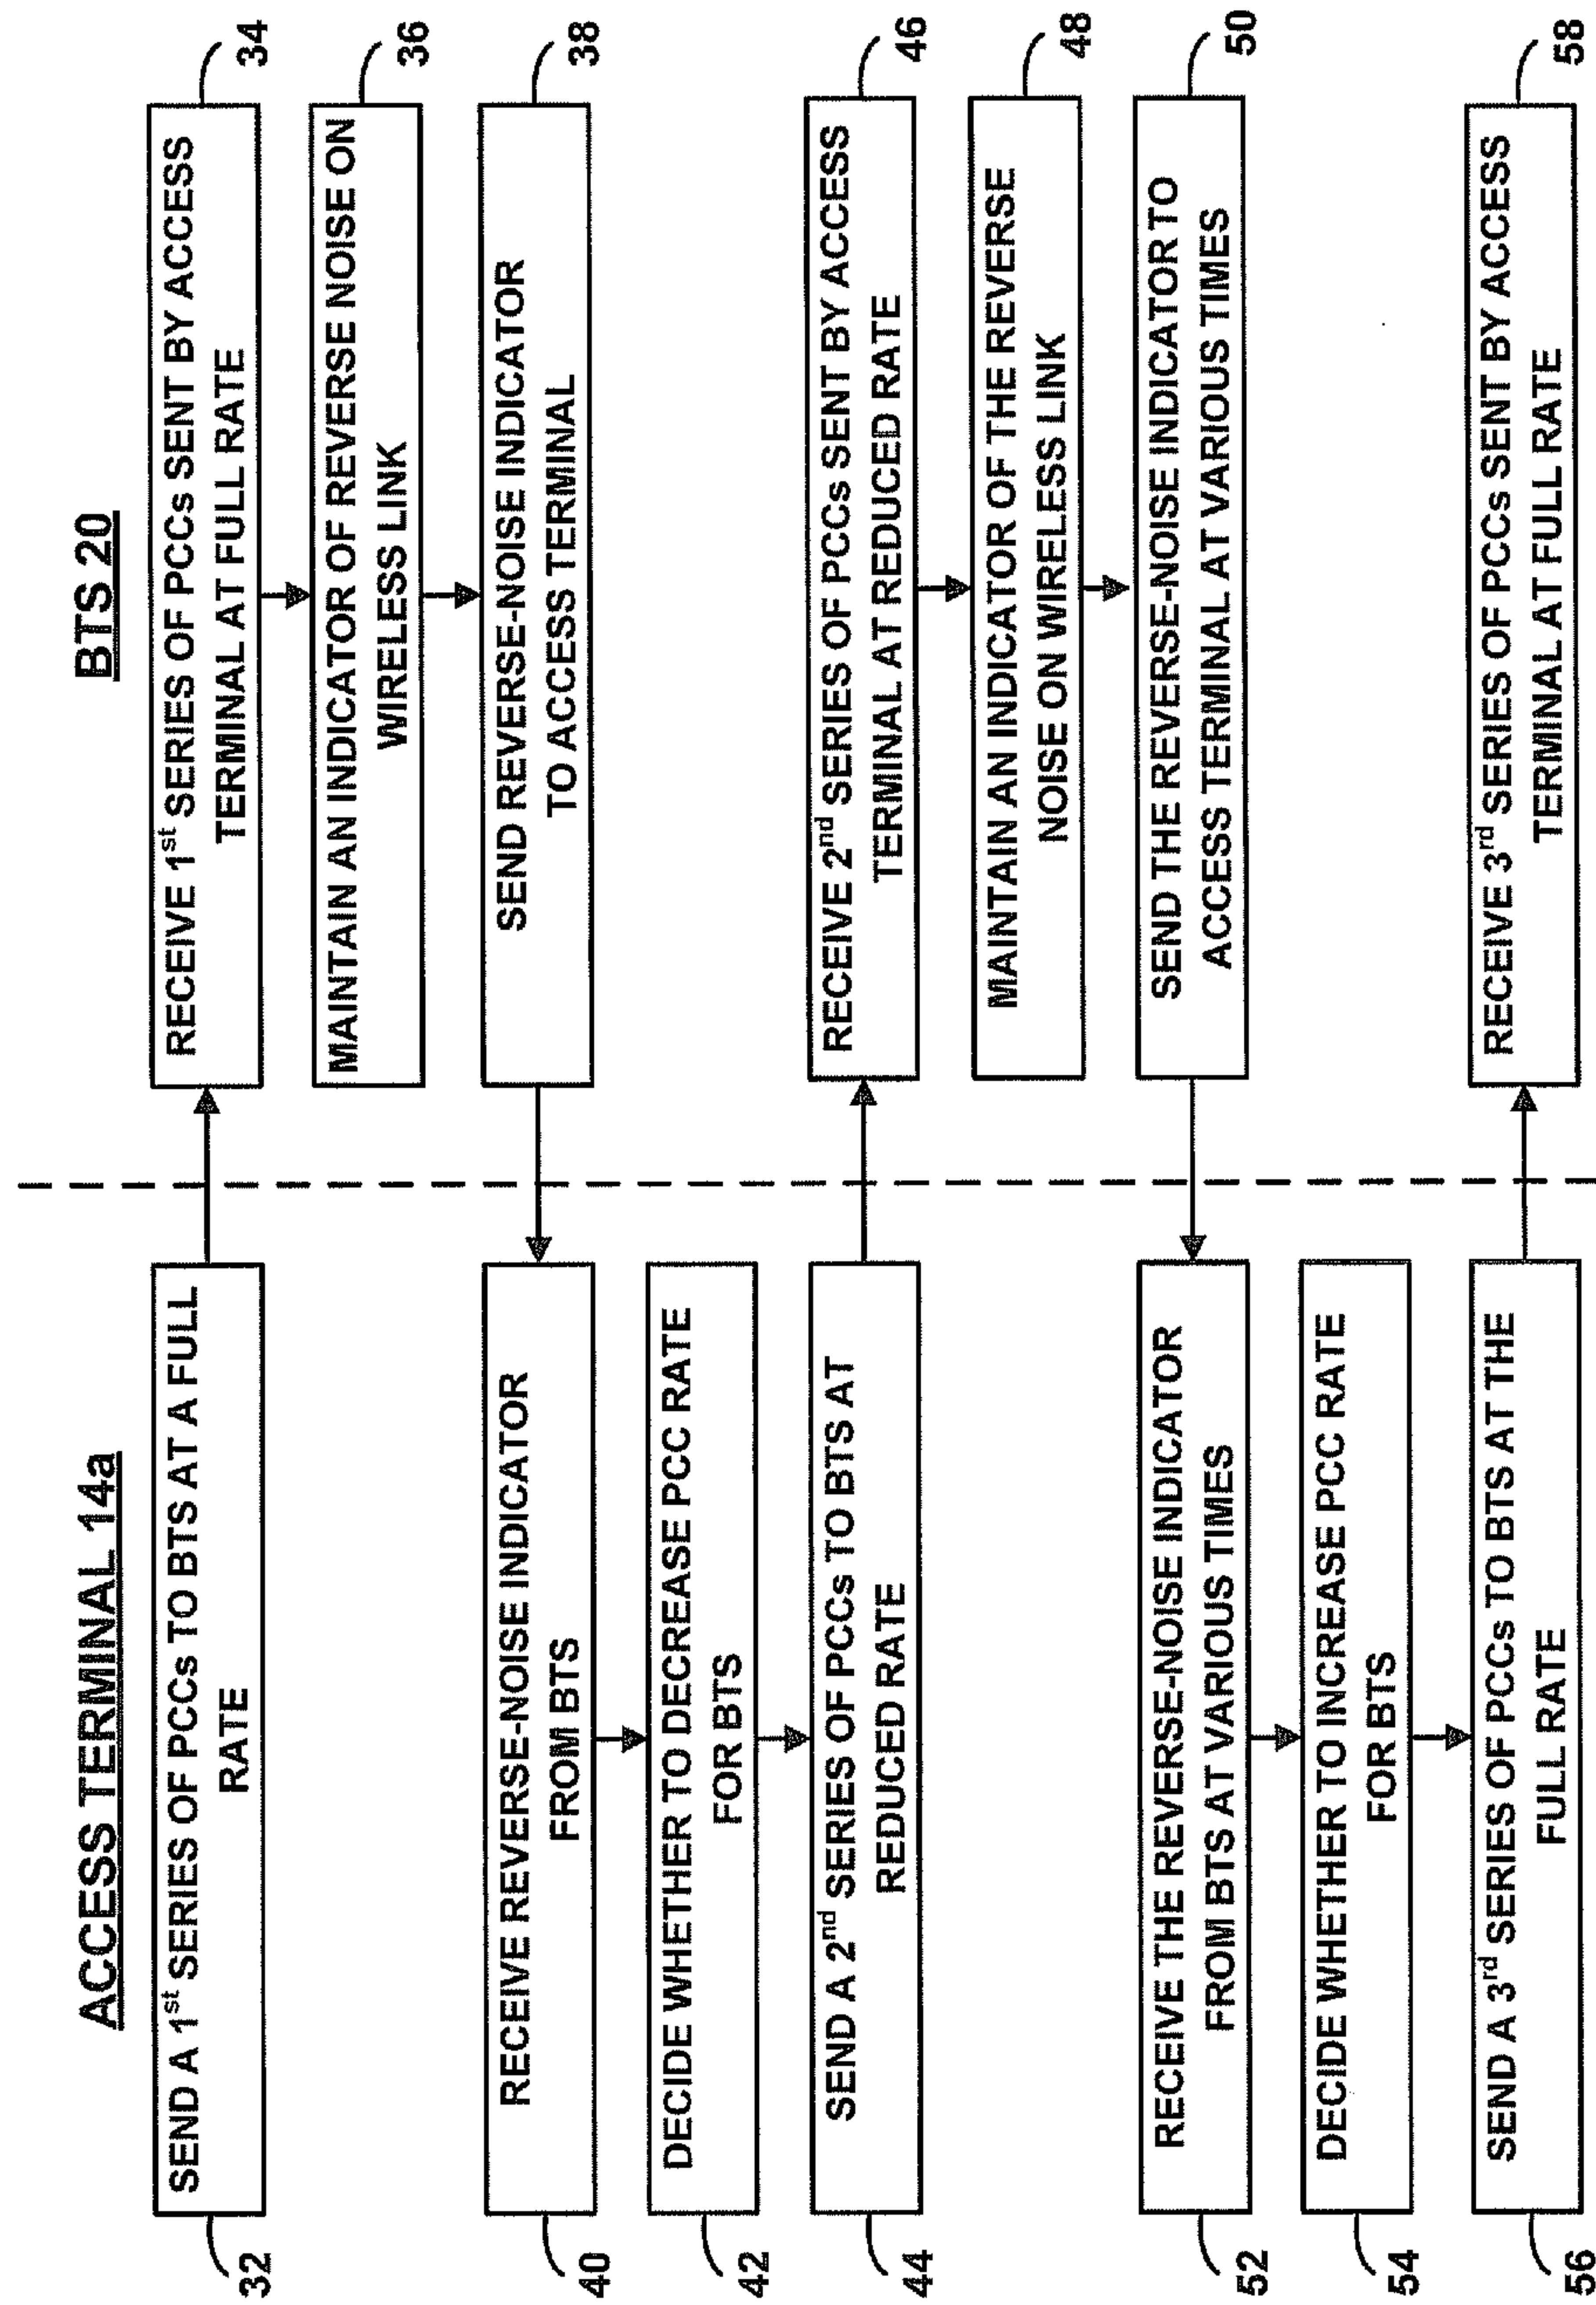 ACCESS TERMINAL 14a
BTS 20
32
SEND A 1st SERIES OF PCCs TO BTS AT A FULL
RATE
RECEIVE 1st SERIES OF PCCs SENT BY ACCESS
TERMINAL AT FULL RATE
34
MAINTAIN AN INDICATOR OF REVERSE NOISE ON
WIRELESS LINK
36
SEND REVERSE-NOISE INDICATOR
TO ACCESS TERMINAL
38
40
RECEIVE REVERSE-NOISE INDICATOR
FROM BTS
42
DECIDE WHETHER TO DECREASE PCC RATE
FOR BTS
44
SEND A 2nd SERIES OF PCCs TO BTS AT
REDUCED RATE
RECEIVE 2nd SERIES OF PCCs SENT BY ACCESS
TERMINAL AT REDUCED RATE
46
MAINTAIN AN INDICATOR OF THE REVERSE
NOISE ON WIRELESS LINK
48
SEND THE REVERSE-NOISE INDICATOR TO
ACCESS TERMINAL AT VARIOUS TIMES
50
52
RECEIVE THE REVERSE-NOISE INDICATOR
FROM BTS AT VARIOUS TIMES
54
DECIDE WHETHER TO INCREASE PCC RATE
FOR BTS
56
SEND A 3rd SERIES OF PCCs TO BTS AT THE
FULL RATE
RECEIVE 3rd SERIES OF PCCs SENT BY ACCESS
TERMINAL AT FULL RATE
58